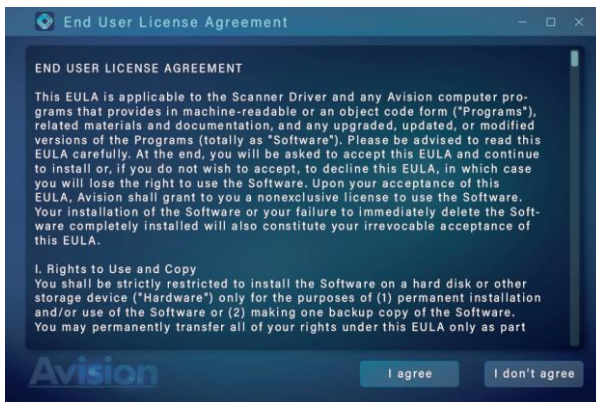 End User License Agreement
END USER LICENSE AGREEMENT
This EULA is applicable to the Scanner Driver and any Avision computer pro-
grams that provides in machine-readable or an object code form ("Programs"),
related materials and documentation, and any upgraded, updated, or modified
versions of the Programs (totally as "Software"). Please be advised to read this
EULA carefully. At the end, you will be asked to accept this EULA and continue
to install or, if you do not wish to accept, to decline this EULA, in which case
you will lose the right to use the Software. Upon your acceptance of this
EULA, Avision shall grant to you a nonexclusive license to use the Software.
Your installation of the Software or your failure to immediately delete the Soft-
ware completely installed will also constitute your irrevocable acceptance of
this EULA.
I. Rights to Use and Copy
You shall be strictly restricted to install the Software on a hard disk or other
storage device ("Hardware") only for the purposes of (1) permanent installation
and/or use of the Software or (2) making one backup copy of the Software.
You may permanently transfer all of your rights under this EULA only as part
Avision
I agree
I don't agree